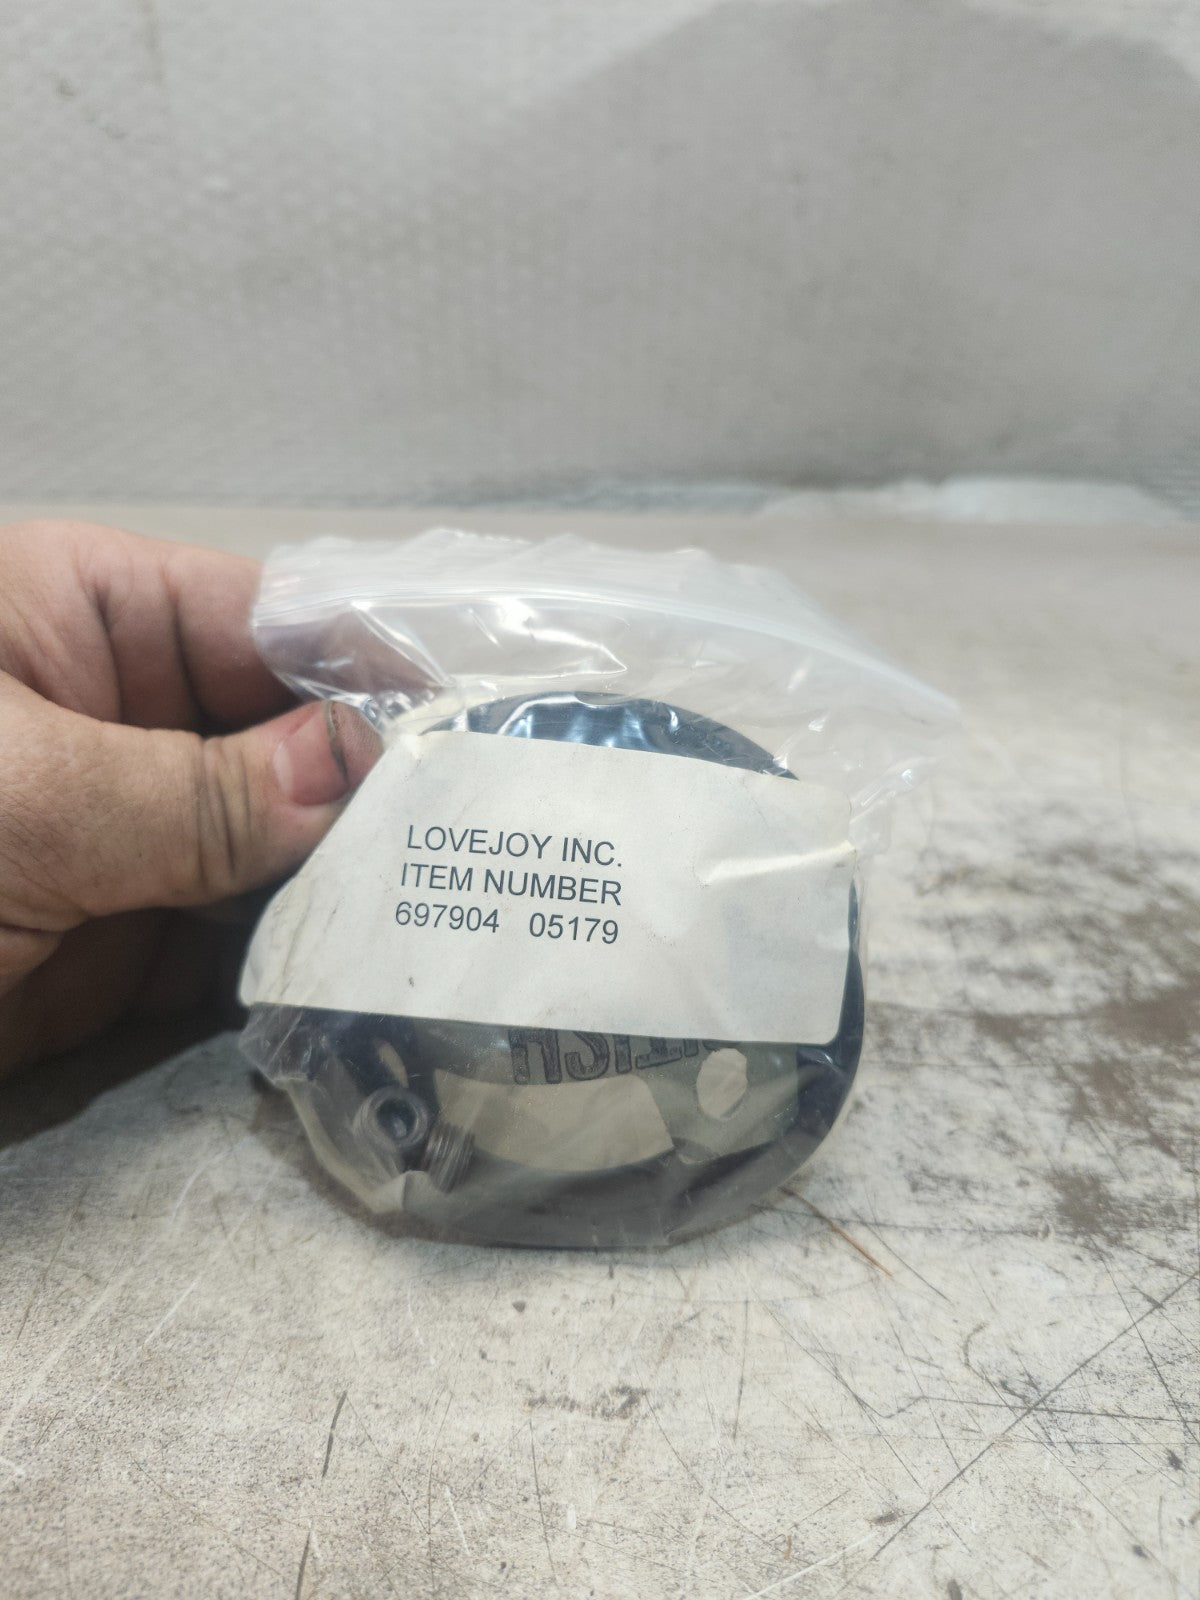 LOVEJOY INC.
ITEM NUMBER
697904 05179